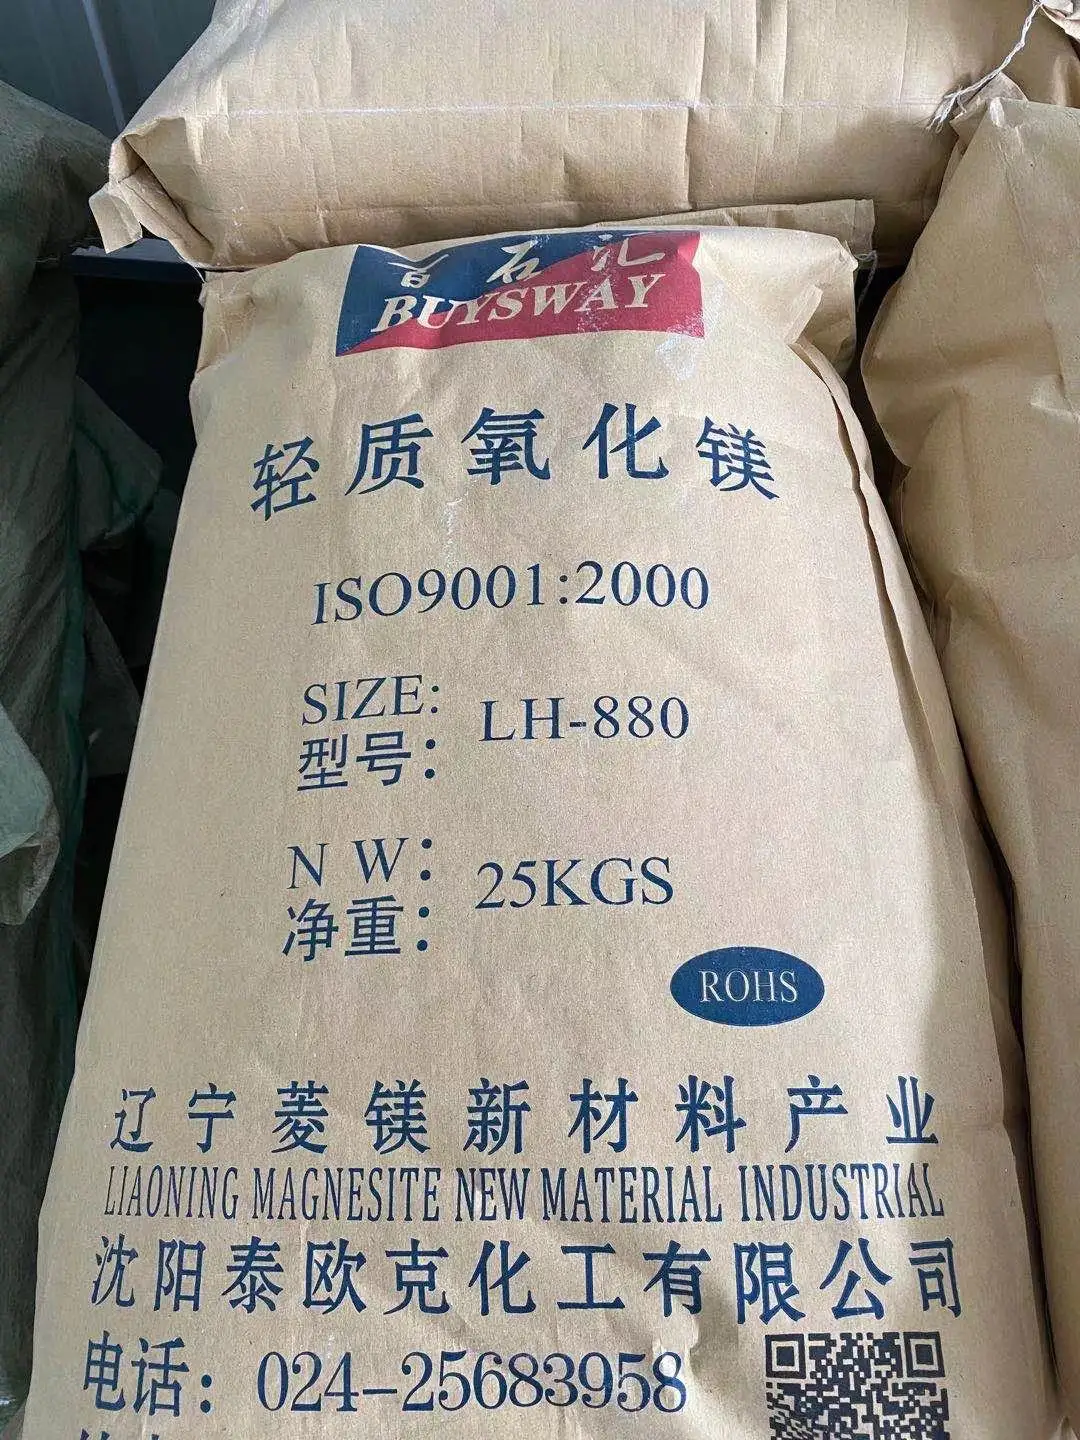 百石汇
BUYSWAY
轻质氧化镁
ISO9001:2000
SIZE:
型号: LH-880
N W:
净重: 25KGS
ROHS
辽宁菱镁新材料产业
LIAONING MAGNESITE NEW MATERIAL INDUSTRIAL
沈阳泰欧克化工有限公司
电话: 024-25683958